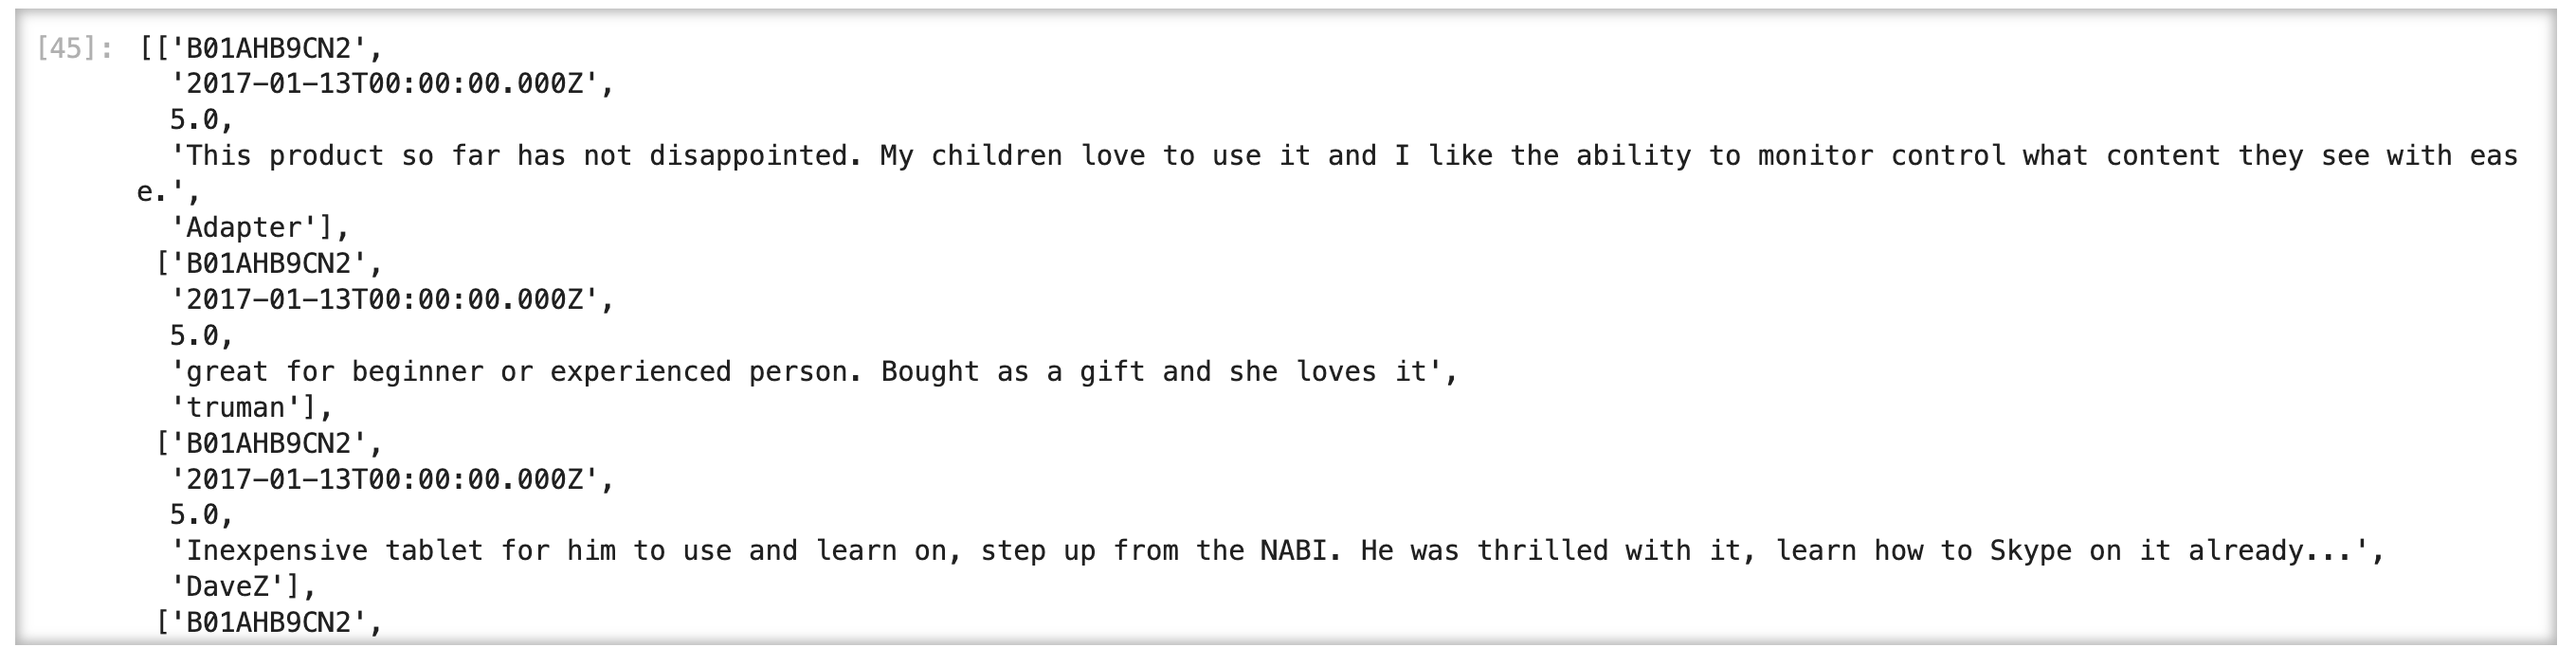 [45]: [['B01AHB9CN2',
'2017-01-13T00:00:00.000Z',
5.0,
'This product so far has not disappointed. My children love to use it and I like the ability to monitor control what content they see with eas
e.',
'Adapter'],
['B01AHB9CN2',
'2017-01-13T00:00:00.000Z',
5.0,
'great for beginner or experienced person. Bought as a gift and she loves it',
'truman'],
['B01AHB9CN2',
'2017-01-13T00:00:00.000Z',
5.0,
'Inexpensive tablet for him to use and learn on, step up from the NABI. He was thrilled with it, learn how to Skype on it already...',
'DaveZ'],
['B01AHB9CN2',